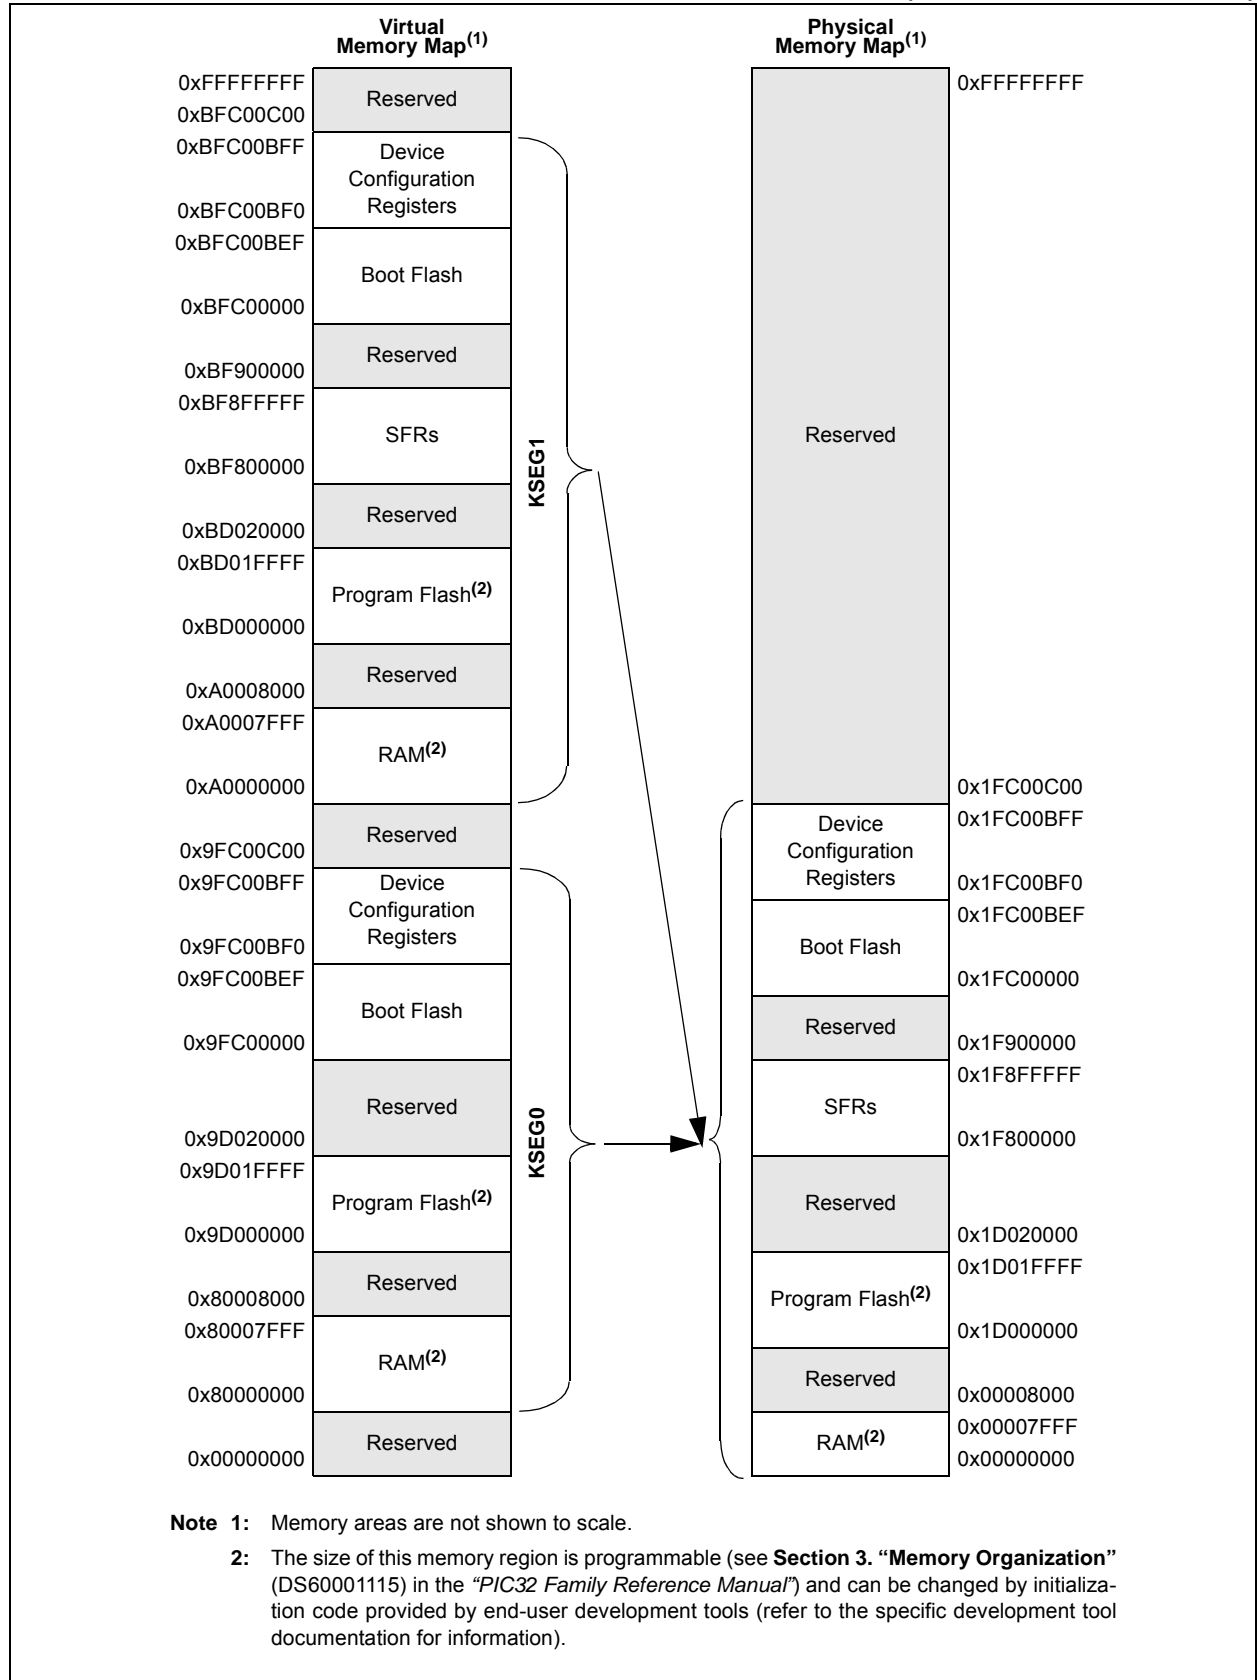 Virtual
Memory Map(1)
Physical
Memory Map(1)
0xFFFFFFFF
Reserved
0xBFC00C00
0xBFC00BFF
Device
Configuration
Registers
0xBFC00BF0
0xBFC00BEF
Boot Flash
0xBFC00000
Reserved
0xBF900000
0xBF8FFFFF
SFRs
0xBF800000
Reserved
0xBD020000
0xBD01FFFF
Program Flash(2)
0xBD000000
Reserved
0xA0008000
0xA0007FFF
RAM(2)
0xA0000000
KSEG1
Reserved
0x9FC00C00
0x9FC00BFF
Device
Configuration
Registers
0x9FC00BF0
0x9FC00BEF
Boot Flash
0x9FC00000
Reserved
0x9D020000
0x9D01FFFF
Program Flash(2)
0x9D000000
Reserved
0x80008000
0x80007FFF
RAM(2)
0x80000000
KSEG0
Reserved
0x00000000
0xFFFFFFFF
Reserved
0x1FC00C00
0x1FC00BFF
Device
Configuration
Registers
0x1FC00BF0
0x1FC00BEF
Boot Flash
0x1FC00000
Reserved
0x1F900000
0x1F8FFFFF
SFRs
0x1F800000
Reserved
0x1D020000
0x1D01FFFF
Program Flash(2)
0x1D000000
Reserved
0x00008000
0x00007FFF
RAM(2)
0x00000000
Note 1: Memory areas are not shown to scale.
2: The size of this memory region is programmable (see Section 3. “Memory Organization”
(DS60001115) in the “PIC32 Family Reference Manual”) and can be changed by initializa-
tion code provided by end-user development tools (refer to the specific development tool
documentation for information).